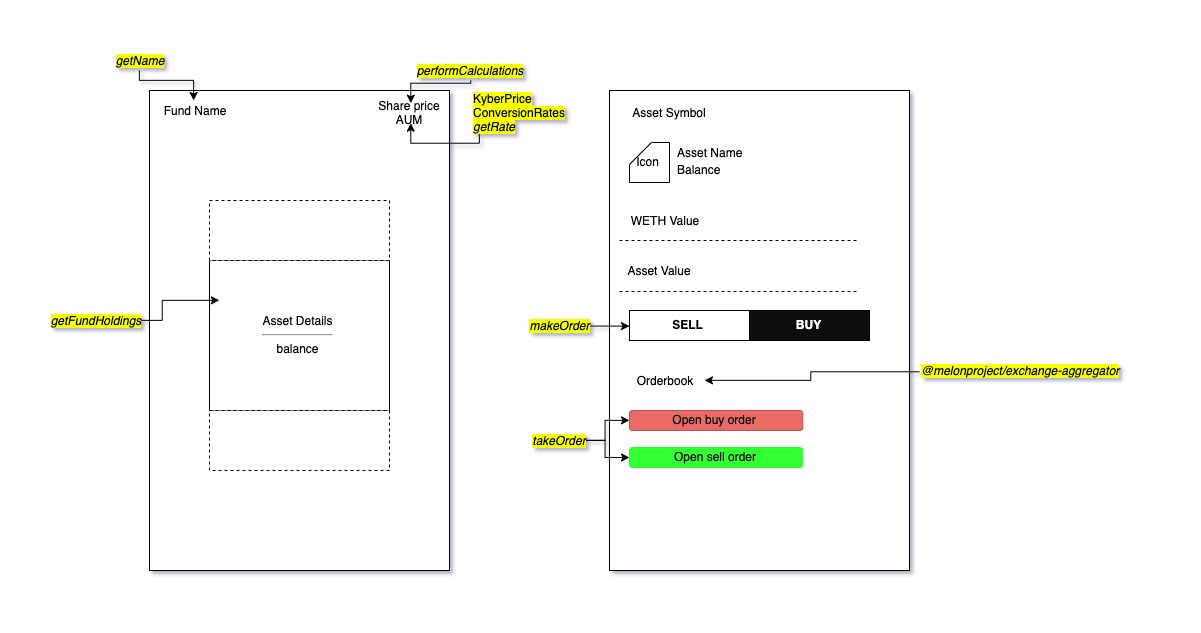 getName
performCalculations
Fund Name
Share price
AUM
KyberPrice
ConversionRates
getRate
getFundHoldings
Asset Details
balance
Asset Symbol
Icon
Asset Name
Balance
WETH Value
Asset Value
makeOrder
SELL
BUY
Orderbook
@melonproject/exchange-aggregator
takeOrder
Open buy order
Open sell order